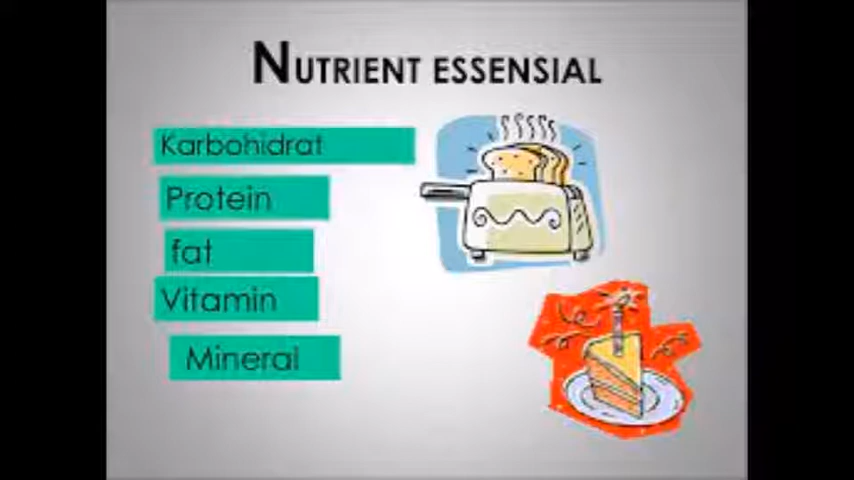 NUTRIENT ESSENSIAL
Karbohidrat
Protein
fat
Vitamin
Mineral